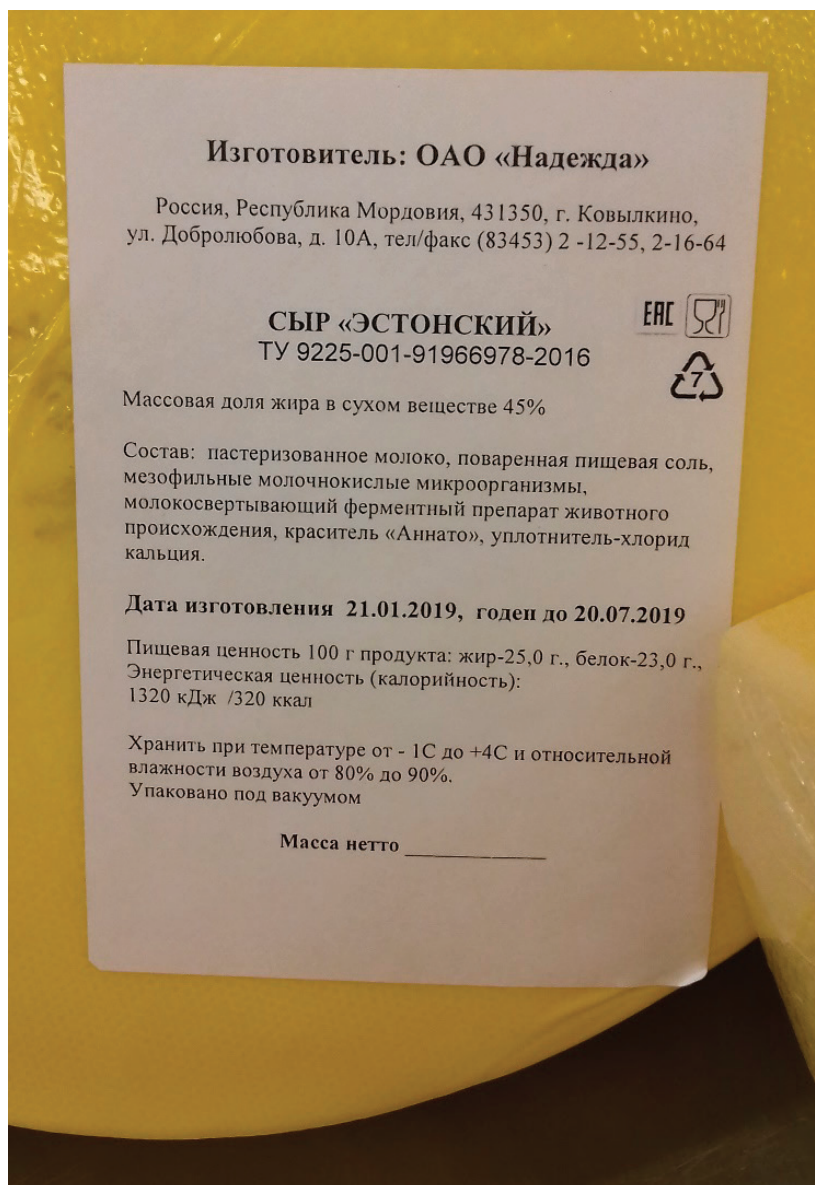 Изготовитель: ОАО «Надежда»
Россия, Республика Мордовия, 431350, г. Ковылкино,
ул. Добролюбова, д. 10А, тел/факс (83453) 2 -12-55, 2-16-64
EAC
СЫР «ЭСТОНСКИЙ»
ТУ 9225-001-91966978-2016
7
Массовая доля жира в сухом веществе 45%
Состав: пастеризованное молоко, поваренная пищевая соль,
мезофильные молочнокислые микроорганизмы,
молокосвертывающий ферментный препарат животного
происхождения, краситель «Аннато», уплотнитель-хлорид
кальция.
Дата изготовления 21.01.2019, годен до 20.07.2019
Пищевая ценность 100 г продукта: жир-25,0 г., белок-23,0 г.,
Энергетическая ценность (калорийность):
1320 кДж /320 ккал
Хранить при температуре от - 1С до +4С и относительной
влажности воздуха от 80% до 90%.
Упаковано под вакуумом
Масса нетто ____________